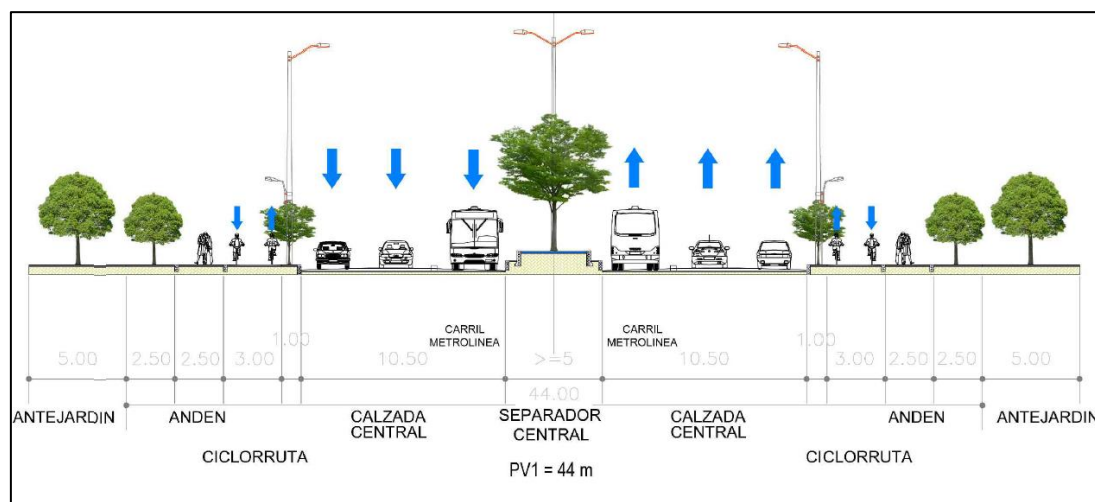 CARRIL METROLINEA
CARRIL METROLINEA
1.00
1.00
5.00 2.50 2.50 3.00 10.50 >=5 10.50 3.00 2.50 2.50 5.00
44.00
ANTEJARDIN ANDEN CALZADA CENTRAL SEPARADOR CENTRAL CALZADA CENTRAL ANDEN ANTEJARDIN
CICLORRUTA CICLORRUTA
PV1 = 44 m